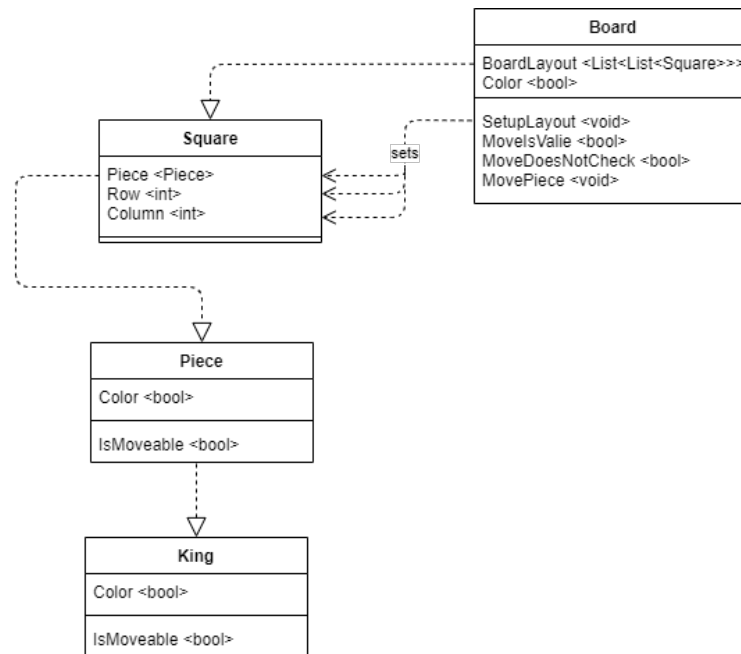 Board
BoardLayout <List<List<Square>>>
Color <bool>
SetupLayout <void>
MoveIsValie <bool>
MoveDoesNotCheck <bool>
MovePiece <void>
sets
Square
Piece <Piece>
Row <int>
Column <int>
Piece
Color <bool>
IsMoveable <bool>
King
Color <bool>
IsMoveable <bool>